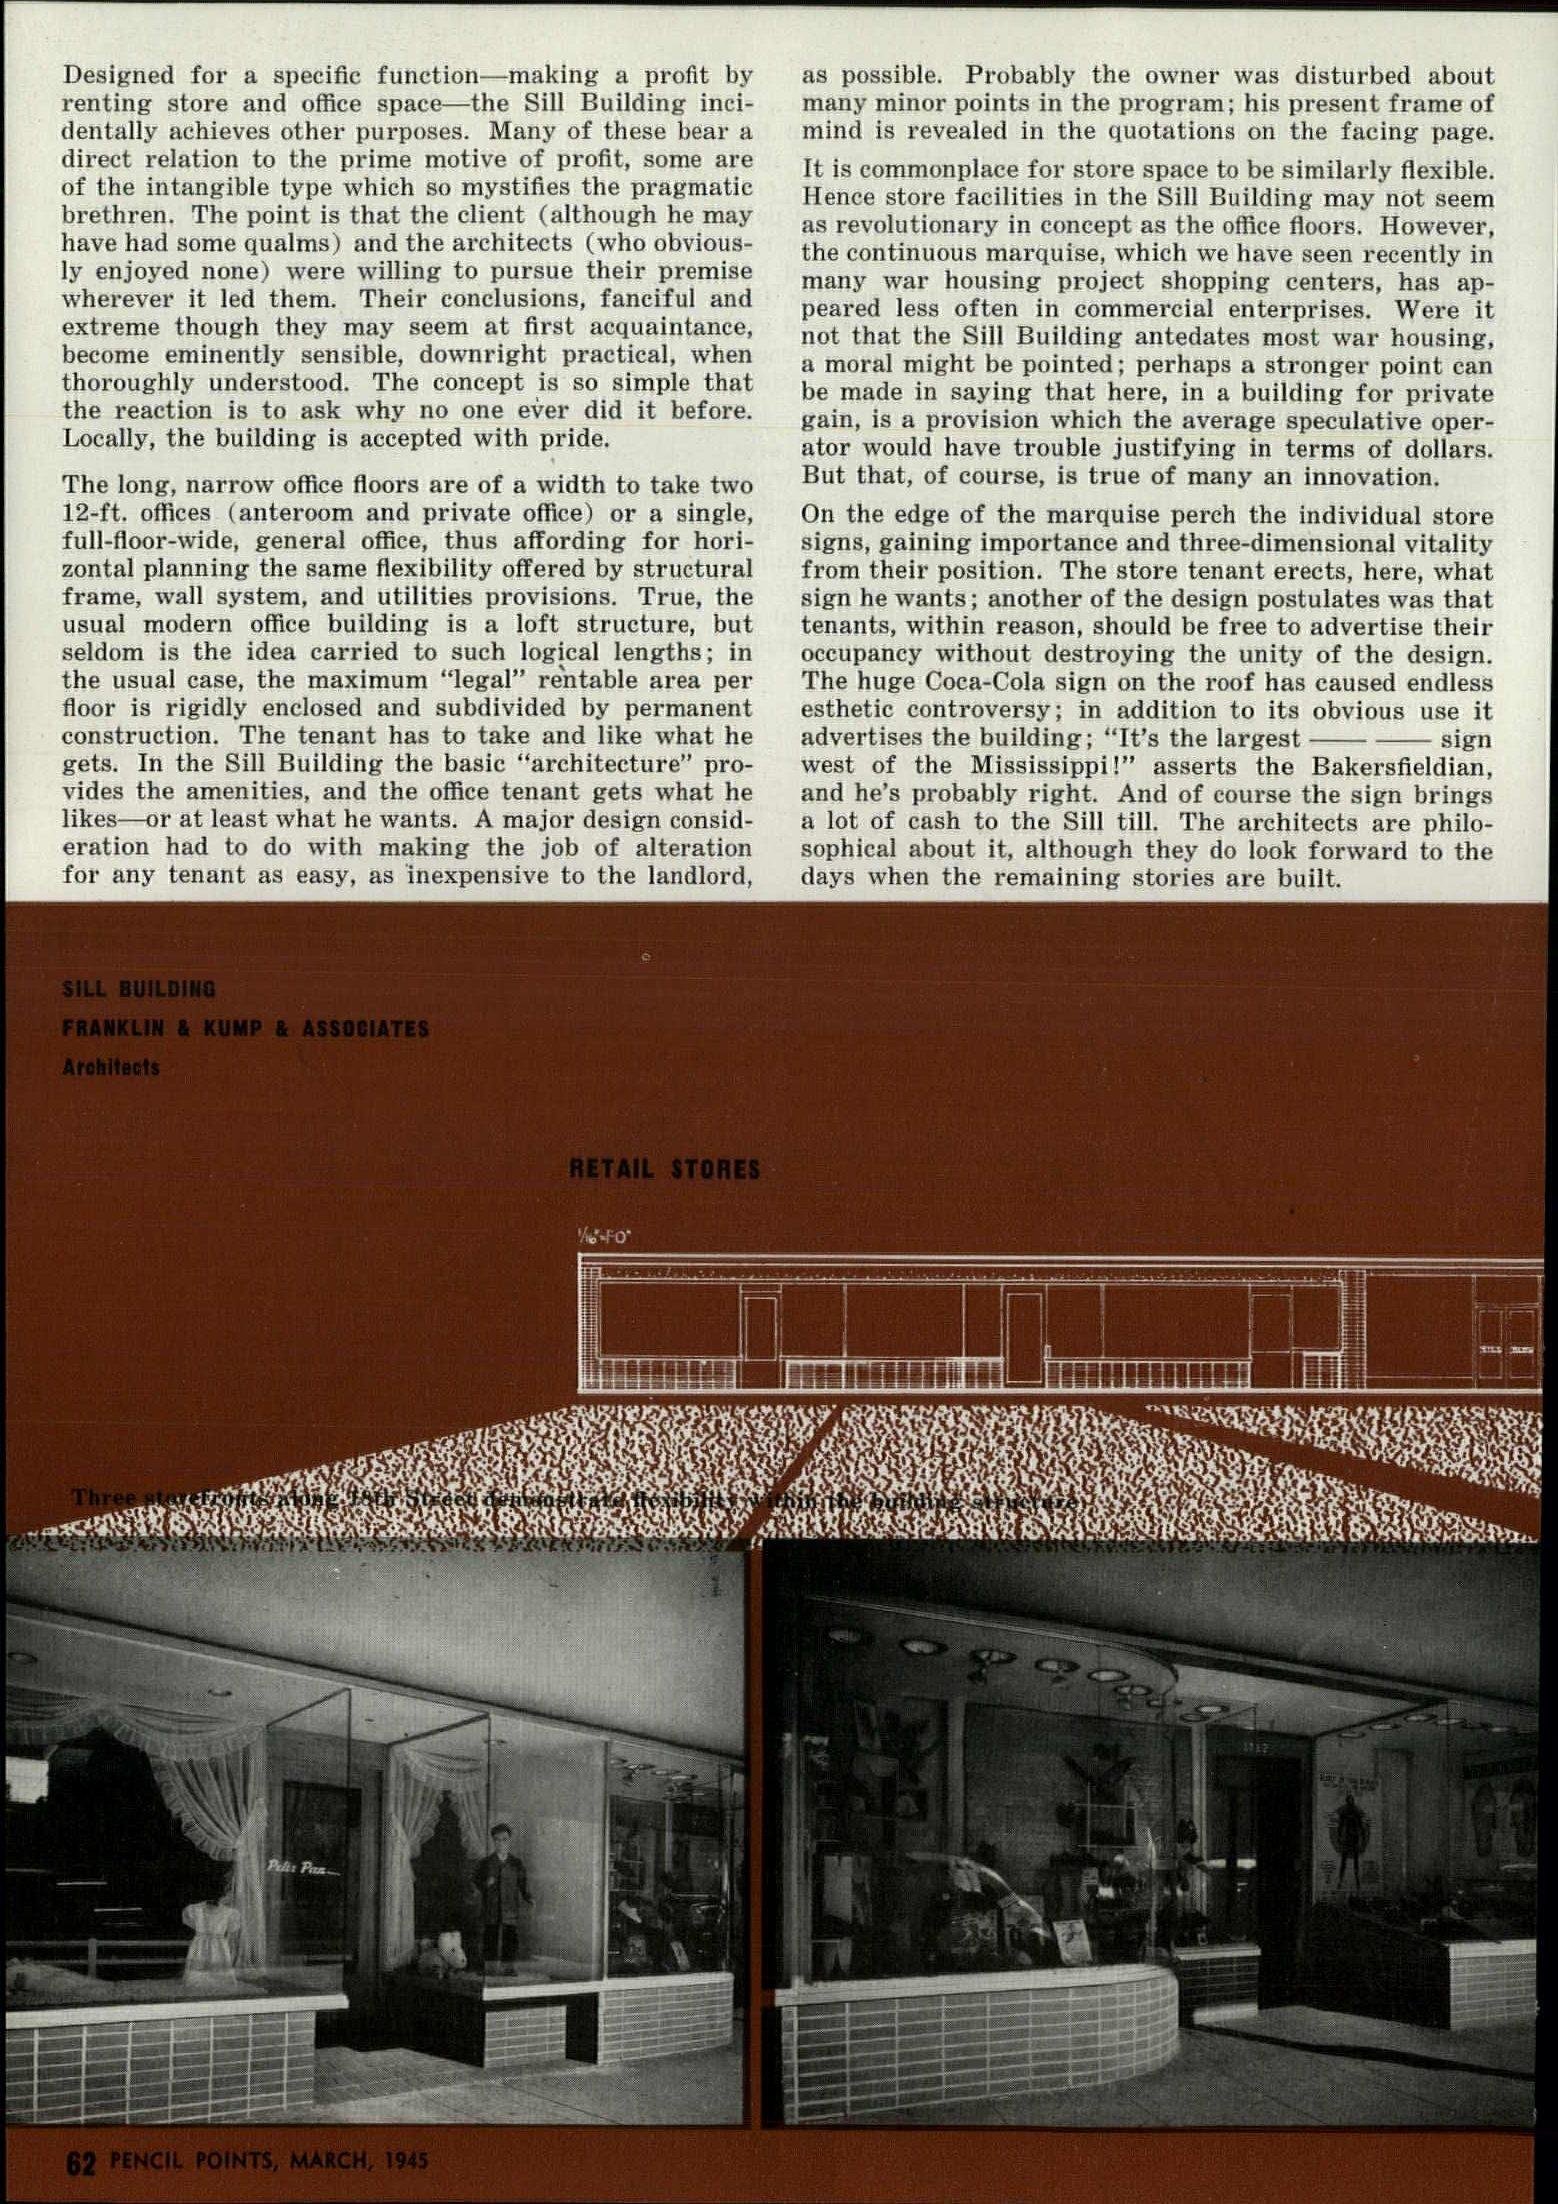 Designed for a specific function—making a profit by
renting store and office space—the Sill Building inci-
dentally achieves other purposes. Many of these bear a
direct relation to the prime motive of profit, some are
of the intangible type which so mystifies the pragmatic
brethren. The point is that the client (although he may
have had some qualms) and the architects (who obvious-
ly enjoyed none) were willing to pursue their premise
wherever it led them. Their conclusions, fanciful and
extreme though they may seem at first acquaintance,
become eminently sensible, downright practical, when
thoroughly understood. The concept is so simple that
the reaction is to ask why no one ever did it before.
Locally, the building is accepted with pride.
The long, narrow office floors are of a width to take two
12-ft. offices (anteroom and private office) or a single,
full-floor-wide, general office, thus affording for hori-
zontal planning the same flexibility offered by structural
frame, wall system, and utilities provisions. True, the
usual modern office building is a loft structure, but
seldom is the idea carried to such logical lengths; in
the usual case, the maximum “legal” rentable area per
floor is rigidly enclosed and subdivided by permanent
construction. The tenant has to take and like what he
gets. In the Sill Building the basic “architecture” pro-
vides the amenities, and the office tenant gets what he
likes—or at least what he wants. A major design consid-
eration had to do with making the job of alteration
for any tenant as easy, as inexpensive to the landlord,
as possible. Probably the owner was disturbed about
many minor points in the program; his present frame of
mind is revealed in the quotations on the facing page.
It is commonplace for store space to be similarly flexible.
Hence store facilities in the Sill Building may not seem
as revolutionary in concept as the office floors. However,
the continuous marquise, which we have seen recently in
many war housing project shopping centers, has ap-
peared less often in commercial enterprises. Were it
not that the Sill Building antedates most war housing,
a moral might be pointed; perhaps a stronger point can
be made in saying that here, in a building for private
gain, is a provision which the average speculative oper-
ator would have trouble justifying in terms of dollars.
But that, of course, is true of many an innovation.
On the edge of the marquise perch the individual store
signs, gaining importance and three-dimensional vitality
from their position. The store tenant erects, here, what
sign he wants; another of the design postulates was that
tenants, within reason, should be free to advertise their
occupancy without destroying the unity of the design.
The huge Coca-Cola sign on the roof has caused endless
esthetic controversy; in addition to its obvious use it
advertises the building; “It's the largest —— —— sign
west of the Mississippi!” asserts the Bakersfieldian,
and he's probably right. And of course the sign brings
a lot of cash to the Sill till. The architects are philo-
sophical about it, although they do look forward to the
days when the remaining stories are built.
SILL BUILDING
FRANKLIN & KUMP & ASSOCIATES
Architects
RETAIL STORES
1/16"=1'-0"
SILL BLDG
Three storefronts along 18th Street demonstrate flexibility within the building structure
Peter Pan
1712
62 PENCIL POINTS, MARCH, 1945